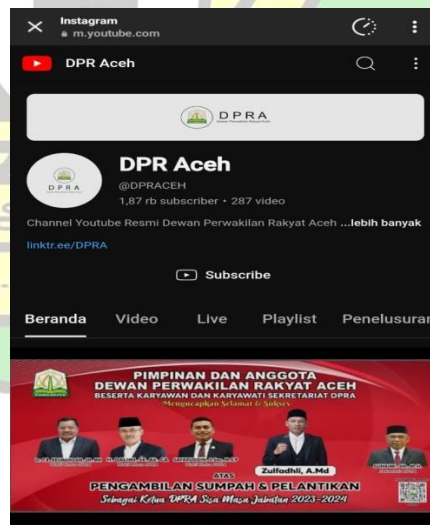 Instagram
m.youtube.com
DPR Aceh
DPRA
DPRA
DPR Aceh
@DPRACEH
1,87 rb subscriber • 287 video
Channel Youtube Resmi Dewan Perwakilan Rakyat Aceh ...lebih banyak
linktr.ee/DPRA
Subscribe
Beranda Video Live Playlist Penelusuran
PIMPINAN DAN ANGGOTA
DEWAN PERWAKILAN RAKYAT ACEH
BESERTA KARYAWAN DAN KARYAWATI SEKRETARIAT DPRA
Mengucapkan Selamat & Sukses
Zulfadhli, A.Md
ATAS
PENGAMBILAN SUMPAH & PELANTIKAN
Sebagai Ketua DPRA Sisa Masa Jabatan 2023-2024